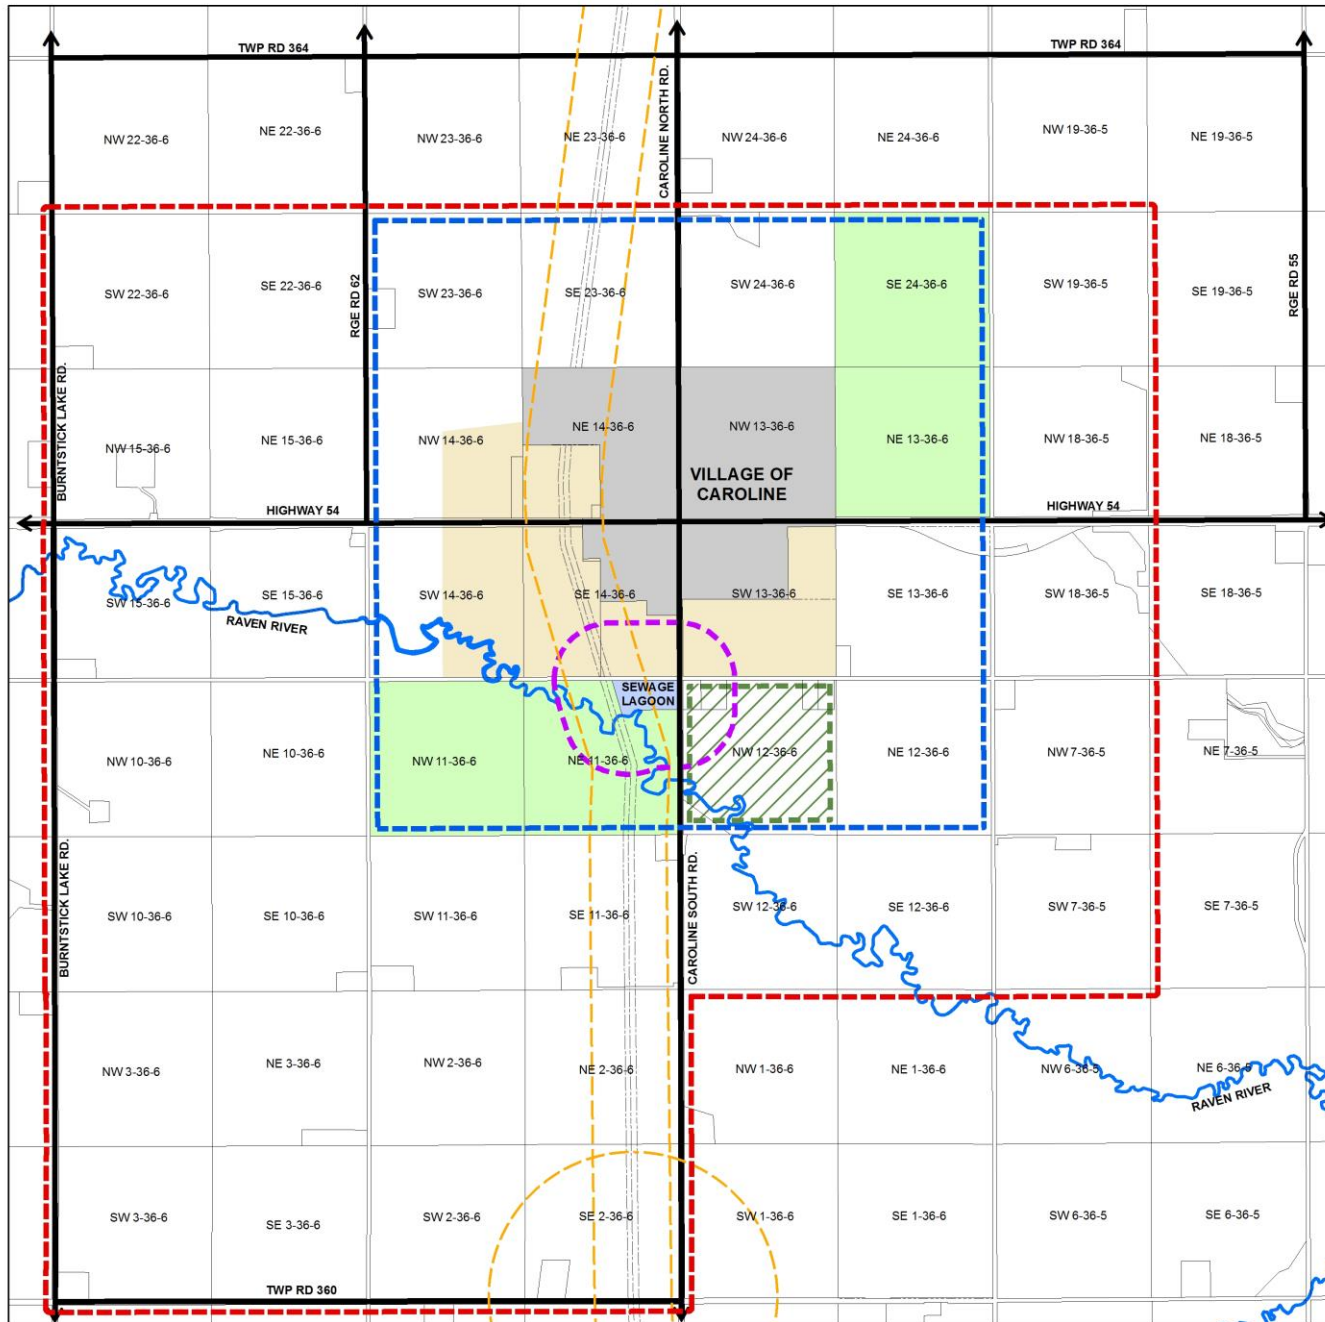 TWP RD 364
TWP RD 364
CAROLINE NORTH RD.
NW 22-36-6
NE 22-36-6
NW 23-36-6
NE 23-36-6
NW 24-36-6
NE 24-36-6
NW 19-36-5
NE 19-36-5
SW 22-36-6
SE 22-36-6
RGE RD 62
SW 23-36-6
SE 23-36-6
SW 24-36-6
SE 24-36-6
SW 19-36-5
SE 19-36-5
RGE RD 55
BURNTSTICK LAKE RD.
NW 15-36-6
NE 15-36-6
NW 14-36-6
NE 14-36-6
NW 13-36-6
NE 13-36-6
NW 18-36-5
NE 18-36-5
VILLAGE OF
CAROLINE
HIGHWAY 54
HIGHWAY 54
SW 15-36-6
SE 15-36-6
SW 14-36-6
SE 14-36-6
SW 13-36-6
SE 13-36-6
SW 18-36-5
SE 18-36-5
RAVEN RIVER
SEWAGE
LAGOON
NW 10-36-6
NE 10-36-6
NW 11-36-6
NE 11-36-6
NW 12-36-6
NE 12-36-6
NW 7-36-5
NE 7-36-5
BURNTSTICK LAKE RD.
CAROLINE SOUTH RD.
SW 10-36-6
SE 10-36-6
SW 11-36-6
SE 11-36-6
SW 12-36-6
SE 12-36-6
SW 7-36-5
SE 7-36-5
NW 3-36-6
NE 3-36-6
NW 2-36-6
NE 2-36-6
NW 1-36-6
NE 1-36-6
NW 6-36-5
NE 6-36-5
RAVEN RIVER
SW 3-36-6
SE 3-36-6
SW 2-36-6
SE 2-36-6
SW 1-36-6
SE 1-36-6
SW 6-36-5
SE 6-36-5
TWP RD 360